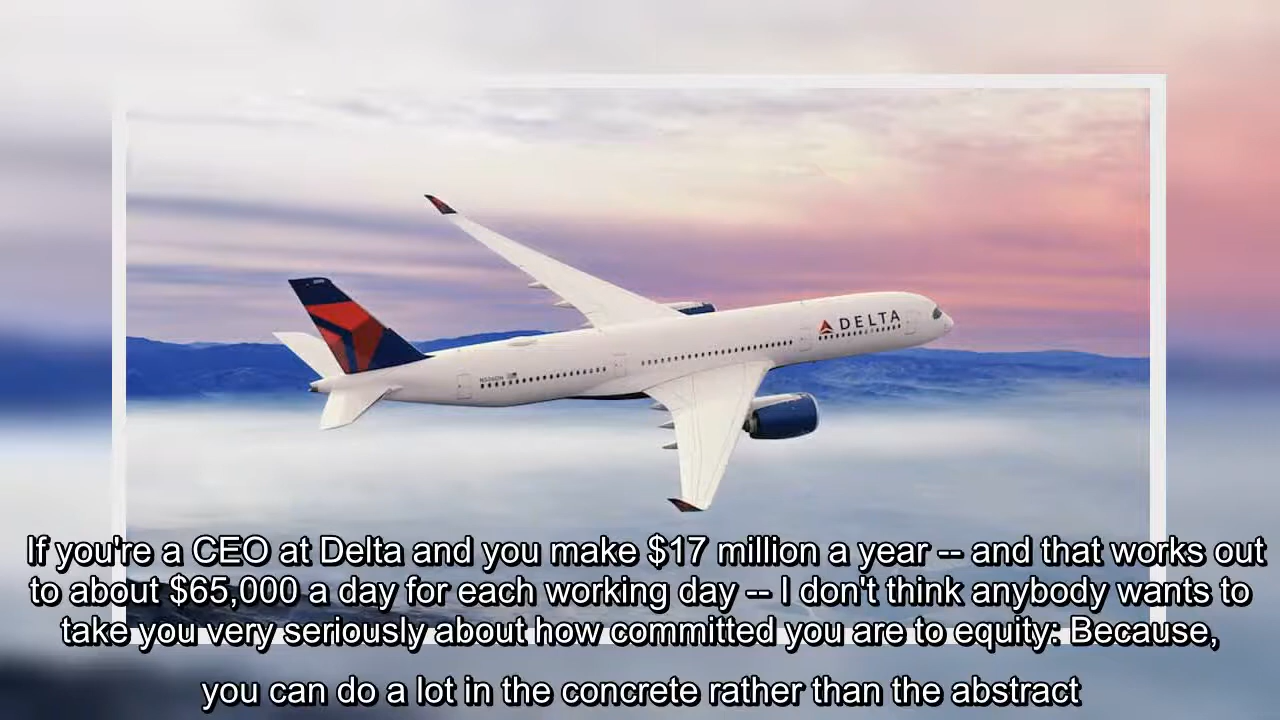 DELTA
If you're a CEO at Delta and you make $17 million a year -- and that works out
to about $65,000 a day for each working day -- I don't think anybody wants to
take you very seriously about how committed you are to equity: Because,
you can do a lot in the concrete rather than the abstract